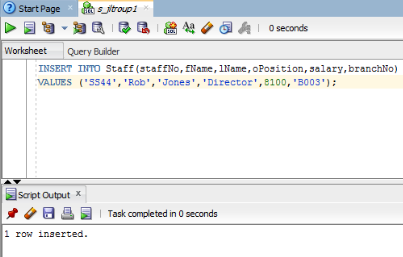 Start Page
s_jltroup1
0 seconds
Worksheet
Query Builder
INSERT INTO Staff(staffNo,fName,lName,oPosition,salary,branchNo)
VALUES ('SS44','Rob','Jones','Director',8100,'B003');
Script Output
Task completed in 0 seconds
1 row inserted.